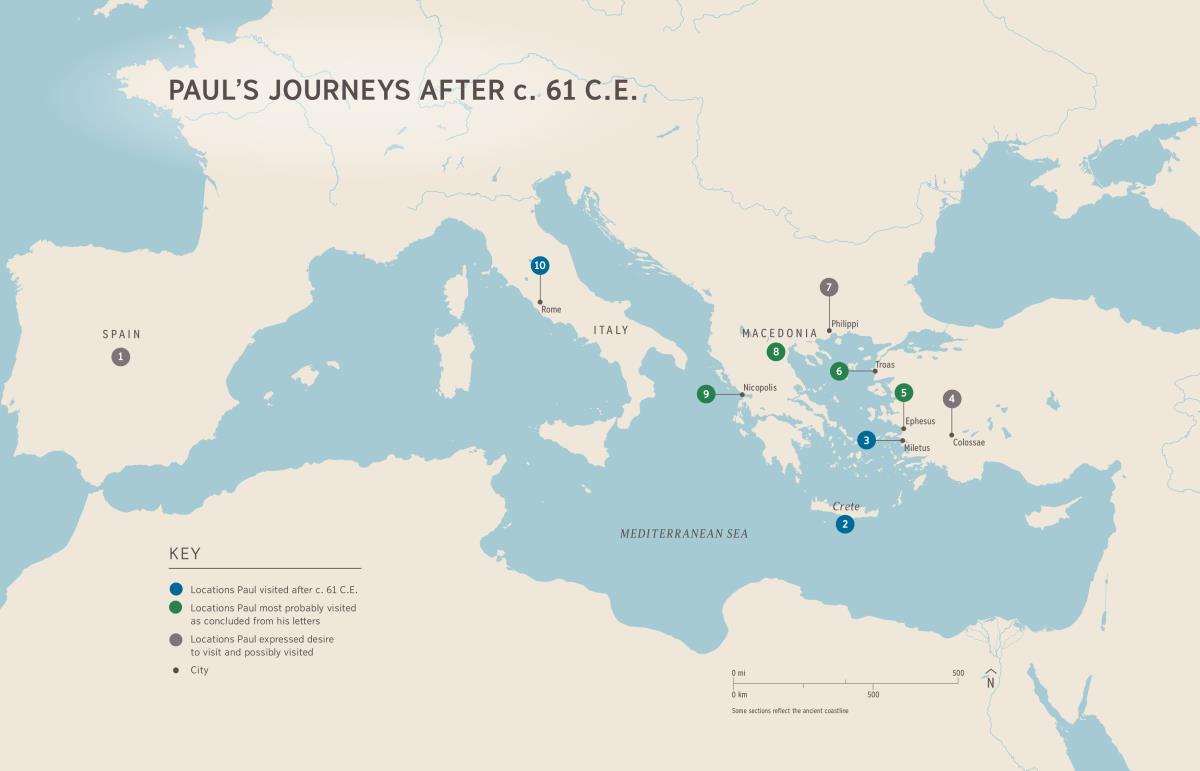 PAUL'S JOURNEYS AFTER c. 61 C.E.
10
Rome
ITALY
SPAIN
1
7
Philippi
MACEDONIA
8
6
Troas
9
Nicopolis
5
Ephesus
4
Colossae
3
Miletus
Crete
2
MEDITERRANEAN SEA
KEY
Locations Paul visited after c. 61 C.E.
Locations Paul most probably visited
as concluded from his letters
Locations Paul expressed desire
to visit and possibly visited
City
0 mi 500
0 km 500
N
Some sections reflect the ancient coastline